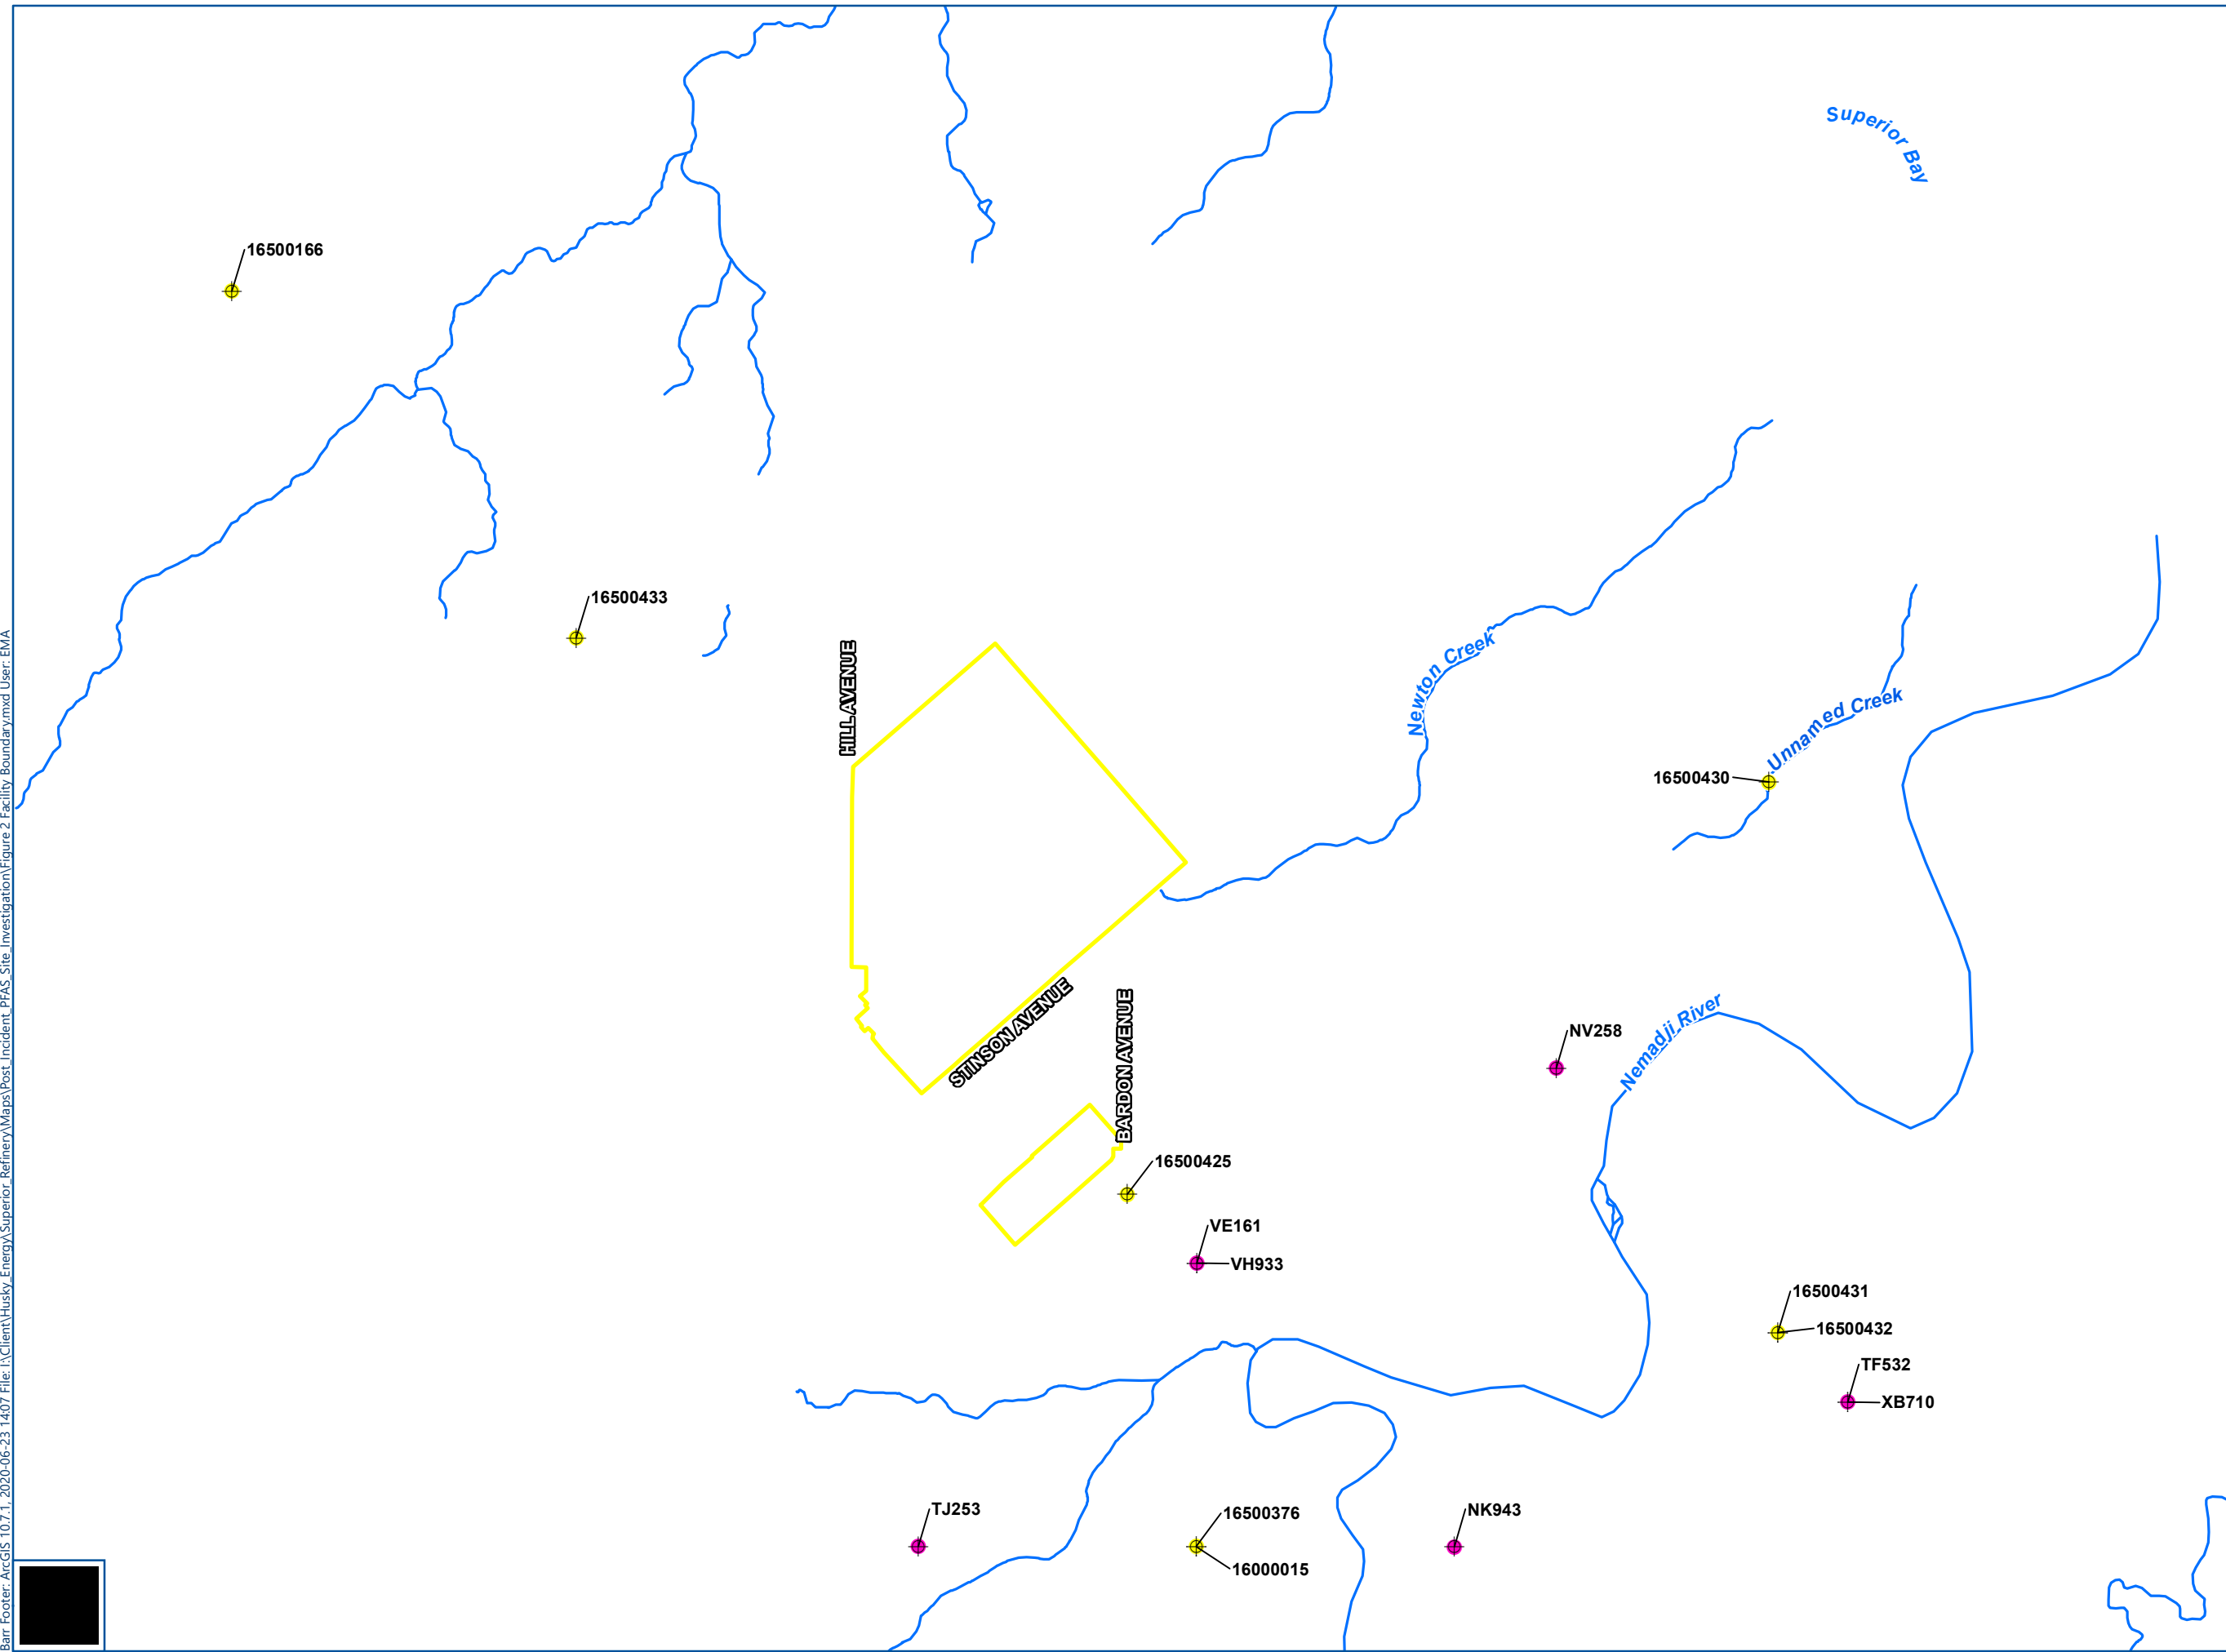 Superior Bay
16500166
16500433
HILL AVENUE
Newton Creek
Unnamed Creek
16500430
STINSON AVENUE
BARDON AVENUE
Nemadji River
NV258
16500425
VE161
VH933
16500431
16500432
TF532
XB710
TJ253
16500376
16000015
NK943
Barr Footer: ArcGIS 10.7.1, 2020-06-23 14:07 File: I:\Client\Husky_Energy\Superior_Refinery\Maps\Post_Incident_PFAS_Site_Investigation\Figure 2 Facility Boundary.mxd User: EMA